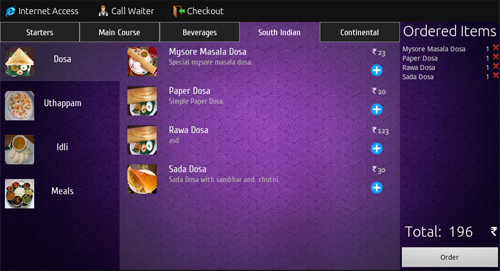 Internet Access Call Waiter Checkout
Starters Main Course Beverages South Indian Continental
Ordered Items
Dosa
Uthappam
Idli
Meals
Mysore Masala Dosa ₹ 23
Special mysore masala dosa.
Paper Dosa ₹ 20
Simple Paper Dosa.
Rawa Dosa ₹ 123
asd
Sada Dosa ₹ 30
Sada Dosa with sambhar and chutni.
Mysore Masala Dosa 1
Paper Dosa 1
Rawa Dosa 1
Sada Dosa 1
Total: 196 ₹
Order